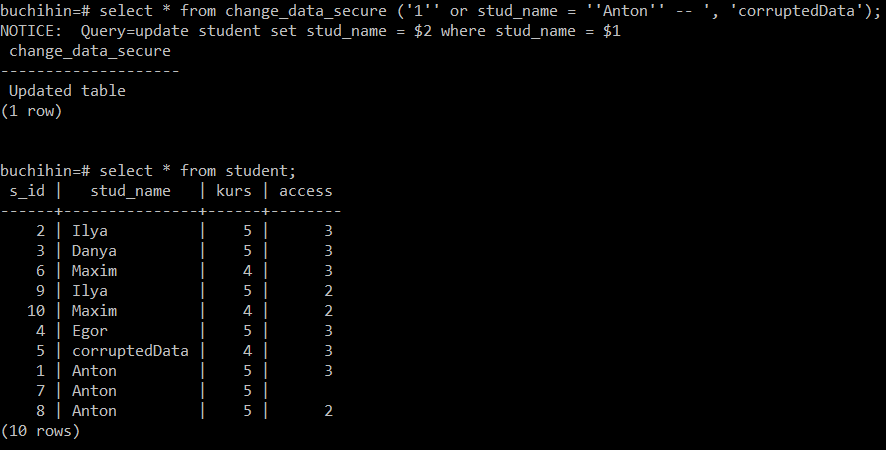 buchihin=# select * from change_data_secure ('1'' or stud_name = ''Anton'' -- ', 'corruptedData');
NOTICE:  Query=update student set stud_name = $2 where stud_name = $1
 change_data_secure
--------------------
 Updated table
(1 row)

buchihin=# select * from student;
 s_id |   stud_name   | kurs | access
------+---------------+------+--------
    2 | Ilya          |    5 |      3
    3 | Danya         |    5 |      3
    6 | Maxim         |    4 |      3
    9 | Ilya          |    5 |      2
   10 | Maxim         |    4 |      2
    4 | Egor          |    5 |      3
    5 | corruptedData |    4 |      3
    1 | Anton         |    5 |      3
    7 | Anton         |    5 |
    8 | Anton         |    5 |      2
(10 rows)